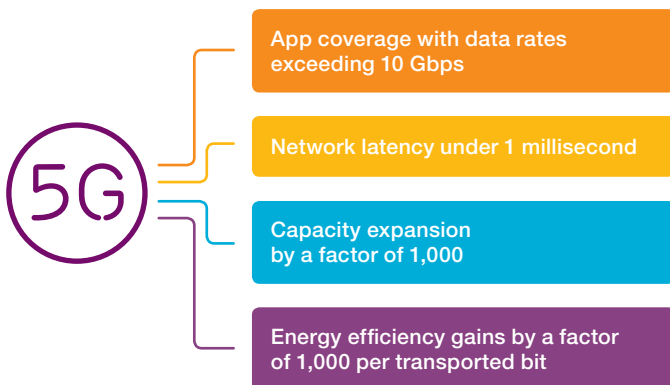 5G
App coverage with data rates
exceeding 10 Gbps
Network latency under 1 millisecond
Capacity expansion
by a factor of 1,000
Energy efficiency gains by a factor
of 1,000 per transported bit